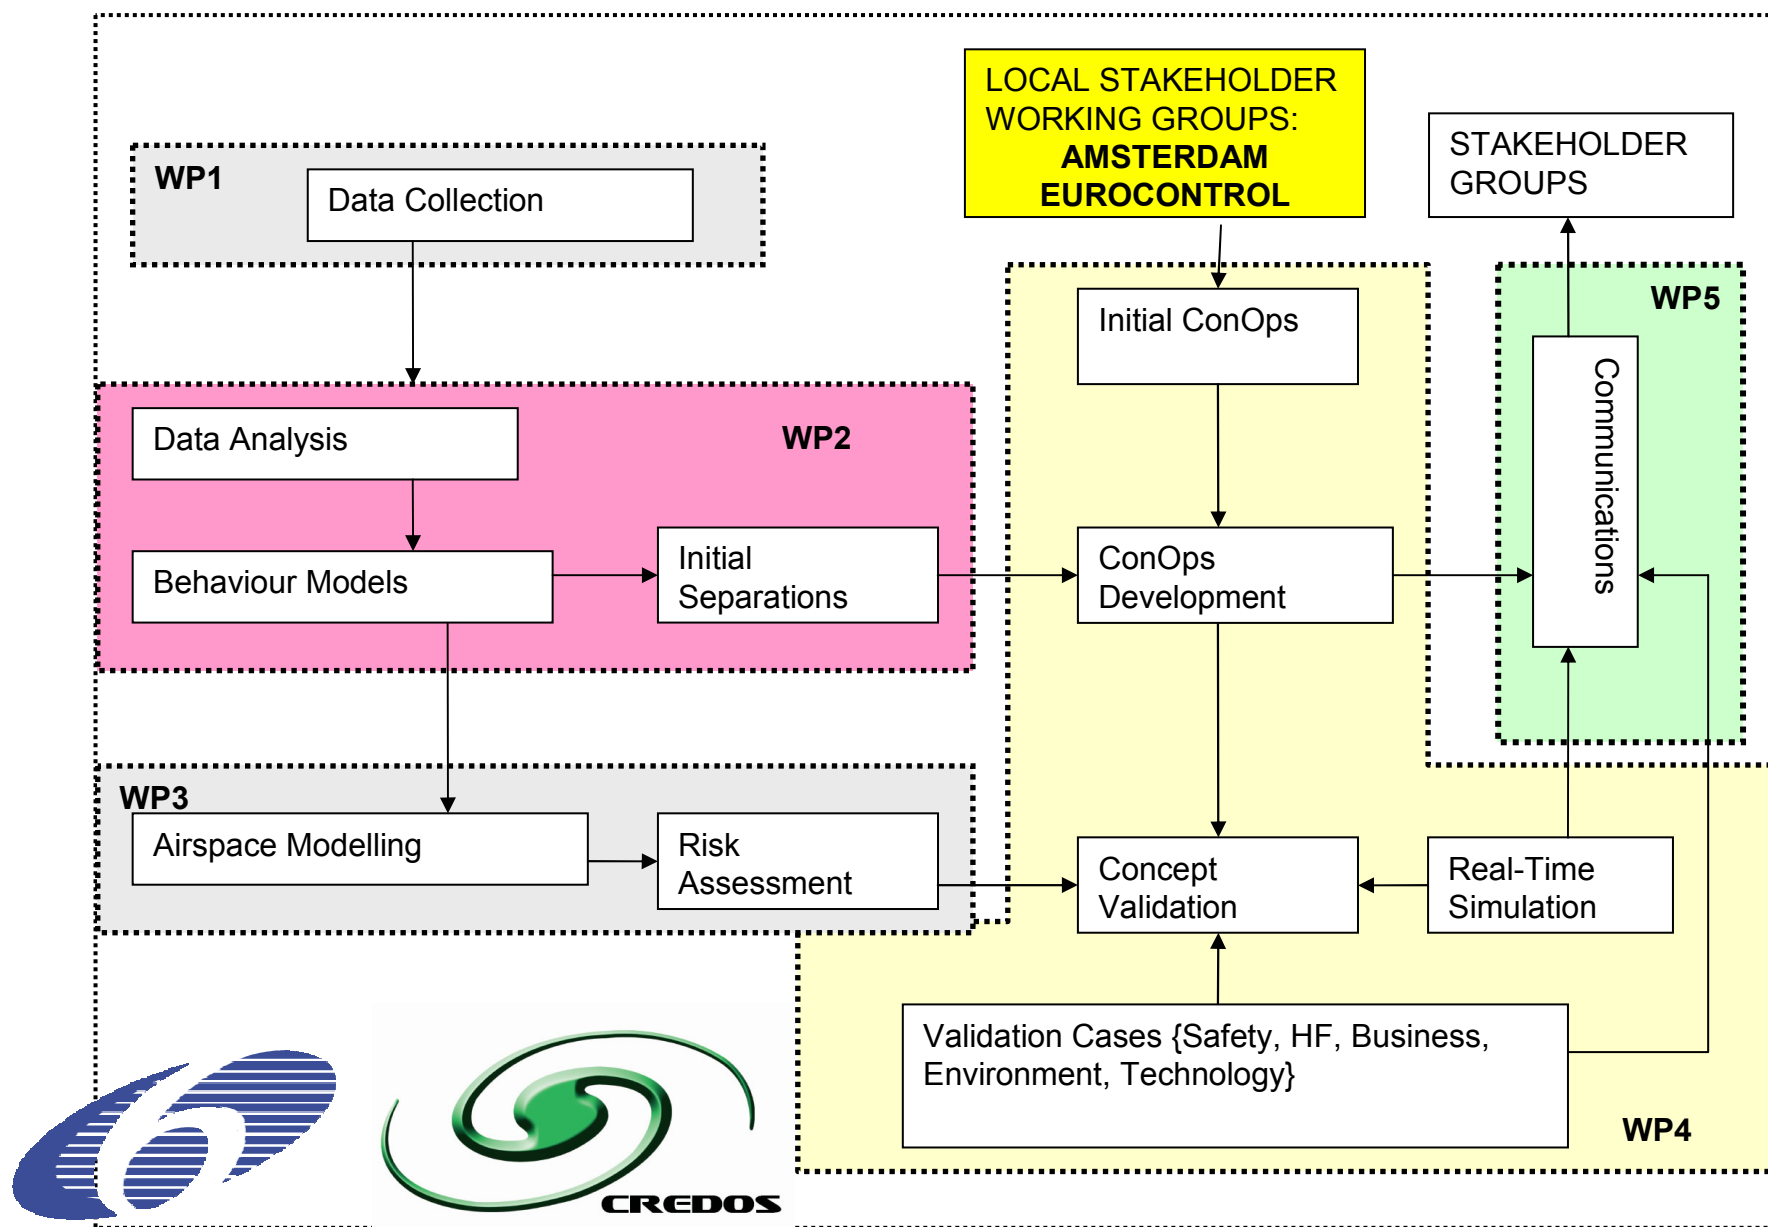 LOCAL STAKEHOLDER
WORKING GROUPS:
AMSTERDAM
EUROCONTROL
STAKEHOLDER
GROUPS
WP1
Data Collection
WP5
Initial ConOps
Communications
Data Analysis
WP2
Behaviour Models
Initial
Separations
ConOps
Development
WP3
Airspace Modelling
Risk
Assessment
Concept
Validation
Real-Time
Simulation
Validation Cases {Safety, HF, Business,
Environment, Technology}
WP4
6
CREDOS